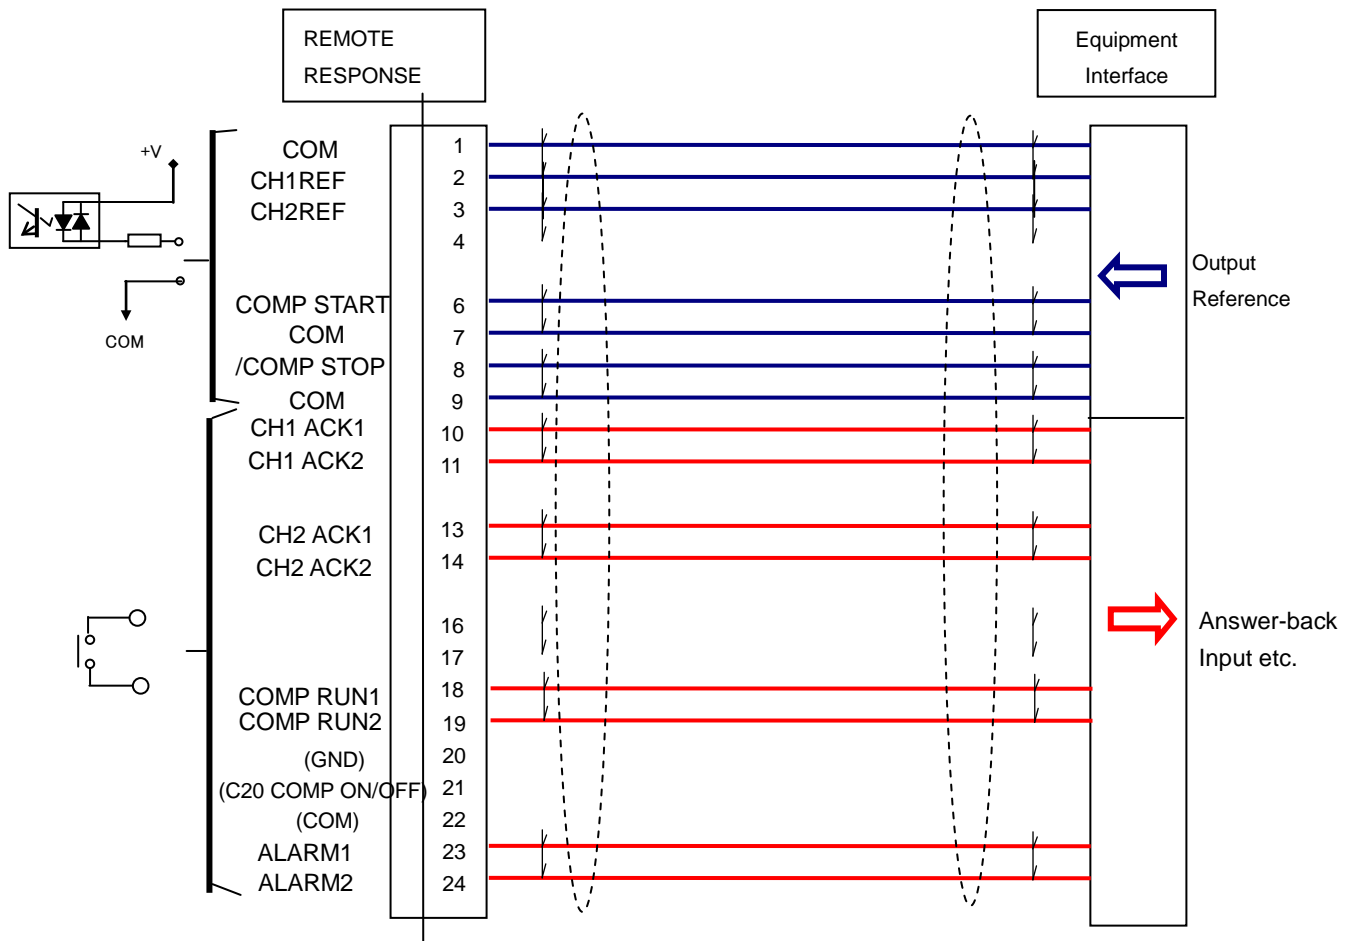 REMOTE
RESPONSE
Equipment
Interface
COM 1
CH1REF 2
CH2REF 3
4
+V
COM
COMP START 6
COM 7
/COMP STOP 8
COM 9
Output
Reference
CH1 ACK1 10
CH1 ACK2 11
CH2 ACK1 13
CH2 ACK2 14
16
17
COMP RUN1 18
COMP RUN2 19
(GND) 20
(C20 COMP ON/OFF) 21
(COM) 22
ALARM1 23
ALARM2 24
Answer-back
Input etc.